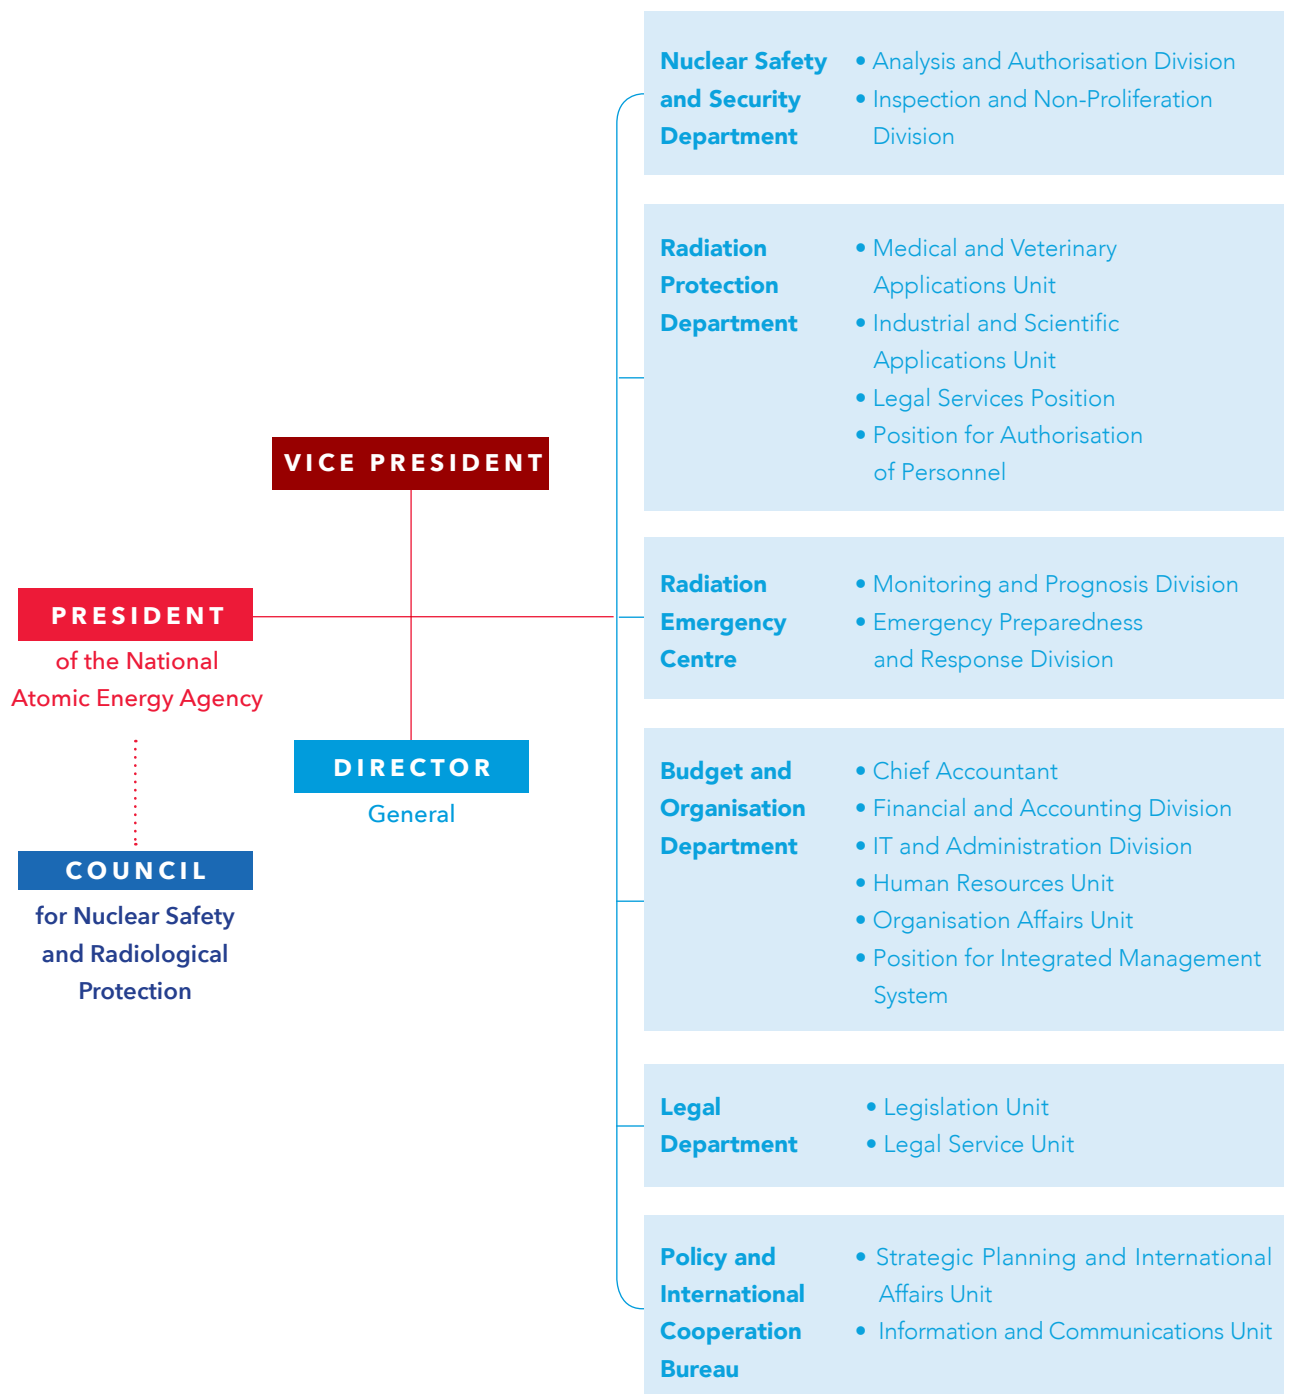 VICE PRESIDENT
PRESIDENT
of the National
Atomic Energy Agency
DIRECTOR
General
COUNCIL
for Nuclear Safety
and Radiological
Protection
Nuclear Safety
and Security
Department
• Analysis and Authorisation Division
• Inspection and Non-Proliferation
Division
Radiation
Protection
Department
• Medical and Veterinary
Applications Unit
• Industrial and Scientific
Applications Unit
• Legal Services Position
• Position for Authorisation
of Personnel
Radiation
Emergency
Centre
• Monitoring and Prognosis Division
• Emergency Preparedness
and Response Division
Budget and
Organisation
Department
• Chief Accountant
• Financial and Accounting Division
• IT and Administration Division
• Human Resources Unit
• Organisation Affairs Unit
• Position for Integrated Management
System
Legal
Department
• Legislation Unit
• Legal Service Unit
Policy and
International
Cooperation
Bureau
• Strategic Planning and International
Affairs Unit
• Information and Communications Unit